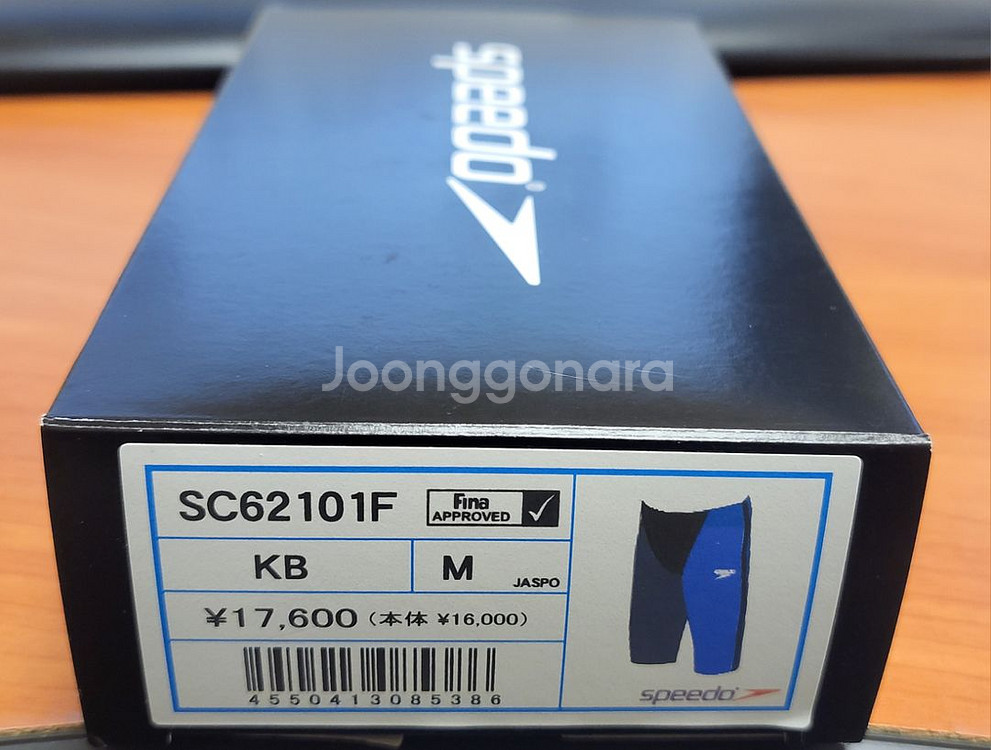 speedo
Joonggonara
SC62101F
Fina
APPROVED
KB
M
JASPO
¥17,600（本体 ¥16,000）
4550413085386
speedo